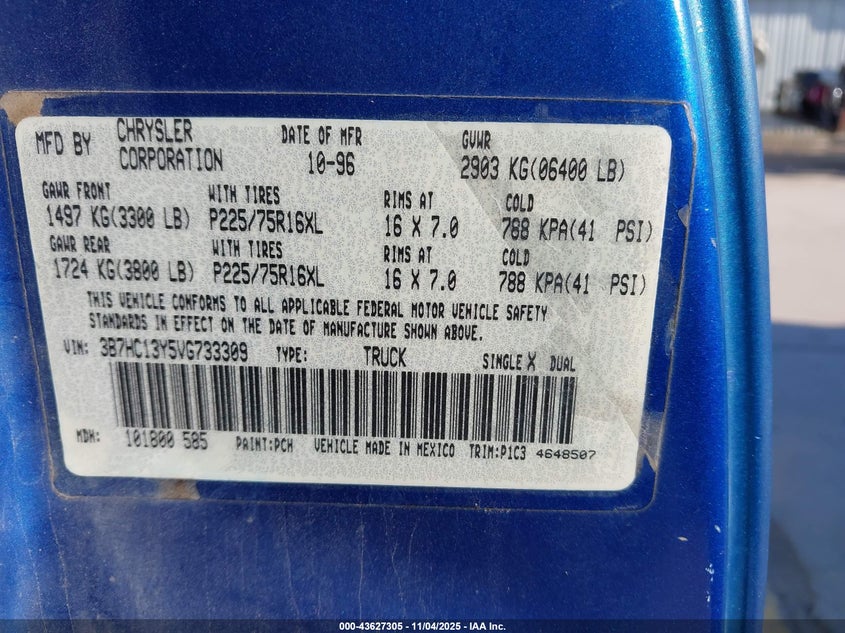 MFD BY CHRYSLER CORPORATION DATE OF MFR 10-96 GVWR 2903 KG(06400 LB)
GAWR FRONT WITH TIRES RIMS AT COLD
1497 KG(3300 LB) P225/75R16XL 16 X 7.0 788 KPA(41 PSI)
GAWR REAR WITH TIRES RIMS AT COLD
1724 KG(3800 LB) P225/75R16XL 16 X 7.0 788 KPA(41 PSI)
THIS VEHICLE CONFORMS TO ALL APPLICABLE FEDERAL MOTOR VEHICLE SAFETY
STANDARDS IN EFFECT ON THE DATE OF MANUFACTURE SHOWN ABOVE.
VIN: 3B7HC13Y5VG733309 TYPE: TRUCK SINGLE X DUAL
MDH: 101800 585 PAINT:PCH VEHICLE MADE IN MEXICO TRIM:P1C3 4648507
000-43627305 - 11/04/2025 - IAA Inc.